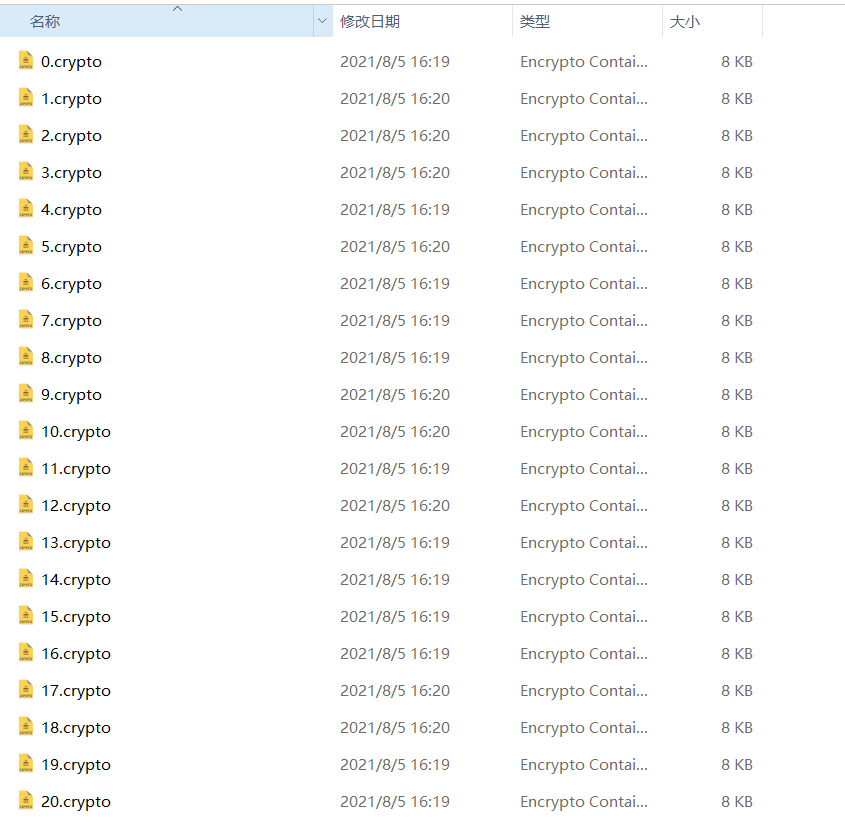 名称 修改日期 类型 大小
0.crypto 2021/8/5 16:19 Encrypto Contai... 8 KB
1.crypto 2021/8/5 16:20 Encrypto Contai... 8 KB
2.crypto 2021/8/5 16:20 Encrypto Contai... 8 KB
3.crypto 2021/8/5 16:20 Encrypto Contai... 8 KB
4.crypto 2021/8/5 16:19 Encrypto Contai... 8 KB
5.crypto 2021/8/5 16:20 Encrypto Contai... 8 KB
6.crypto 2021/8/5 16:19 Encrypto Contai... 8 KB
7.crypto 2021/8/5 16:19 Encrypto Contai... 8 KB
8.crypto 2021/8/5 16:19 Encrypto Contai... 8 KB
9.crypto 2021/8/5 16:20 Encrypto Contai... 8 KB
10.crypto 2021/8/5 16:20 Encrypto Contai... 8 KB
11.crypto 2021/8/5 16:19 Encrypto Contai... 8 KB
12.crypto 2021/8/5 16:20 Encrypto Contai... 8 KB
13.crypto 2021/8/5 16:19 Encrypto Contai... 8 KB
14.crypto 2021/8/5 16:19 Encrypto Contai... 8 KB
15.crypto 2021/8/5 16:19 Encrypto Contai... 8 KB
16.crypto 2021/8/5 16:19 Encrypto Contai... 8 KB
17.crypto 2021/8/5 16:20 Encrypto Contai... 8 KB
18.crypto 2021/8/5 16:20 Encrypto Contai... 8 KB
19.crypto 2021/8/5 16:19 Encrypto Contai... 8 KB
20.crypto 2021/8/5 16:19 Encrypto Contai... 8 KB